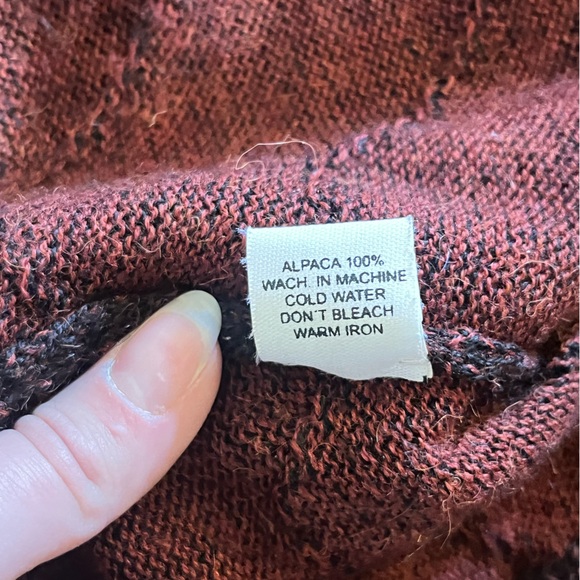 ALPACA 100%
WACH. IN MACHINE
COLD WATER
DON'T BLEACH
WARM IRON